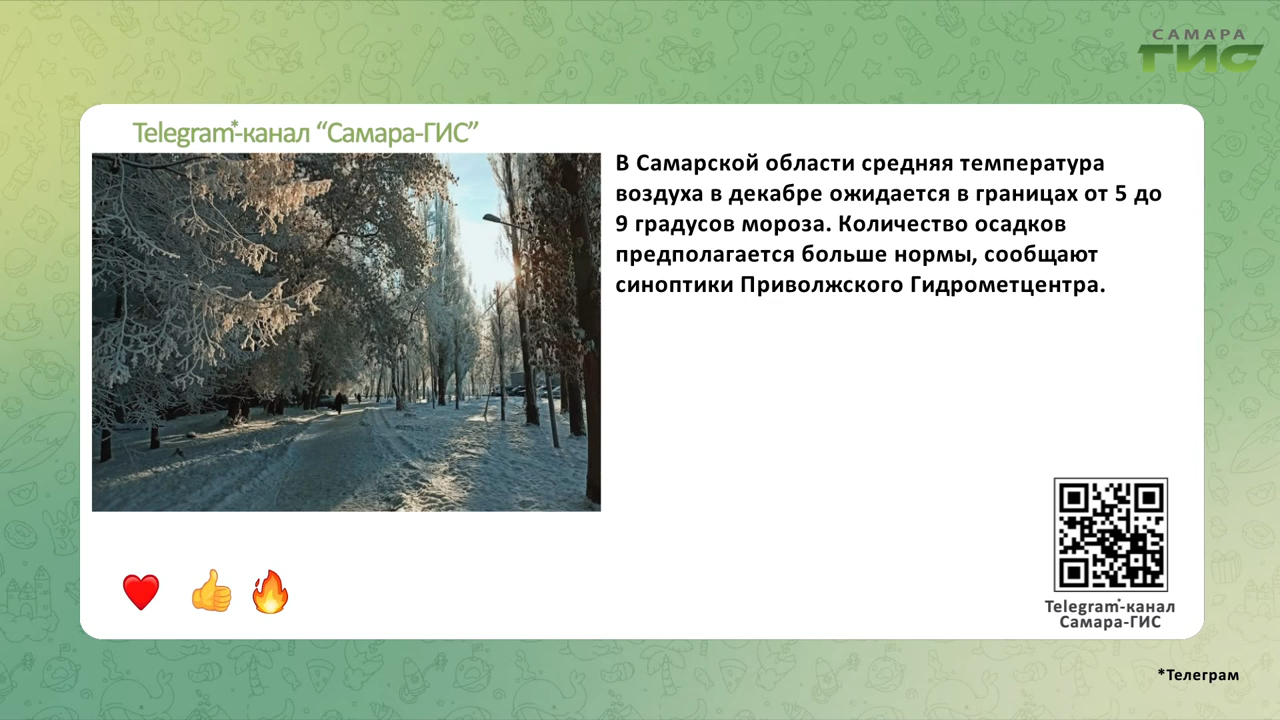 САМАРА
ГИС
Telegram*-канал “Самара-ГИС”
В Самарской области средняя температура
воздуха в декабре ожидается в границах от 5 до
9 градусов мороза. Количество осадков
предполагается больше нормы, сообщают
синоптики Приволжского Гидрометцентра.
Telegram*-канал
Самара-ГИС
*Телеграм